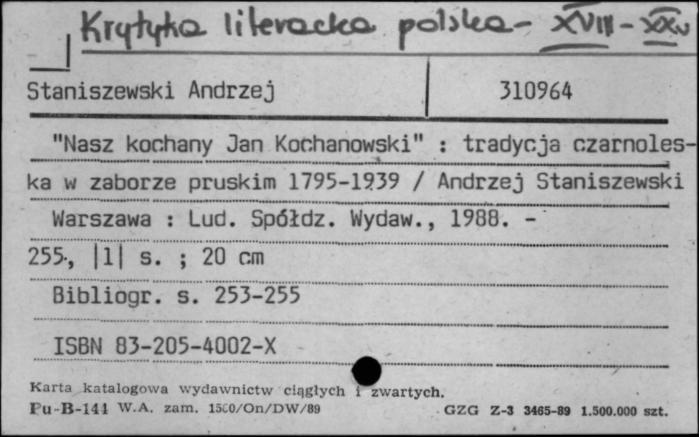 Krytyka literacka polska - XVIII - XXw
Staniszewski Andrzej 310964
"Nasz kochany Jan Kochanowski" : tradycja czarnoles-
ka w zaborze pruskim 1795-1939 / Andrzej Staniszewski
Warszawa : Lud. Spółdz. Wydaw., 1988. -
255, |1| s. ; 20 cm
Bibliogr. s. 253-255
ISBN 83-205-4002-X
Karta katalogowa wydawnictw ciągłych i zwartych.
Pu-B-144 W.A. zam. 1500/On/DW/89 GZG Z-3 3465-89 1.500.000 szt.